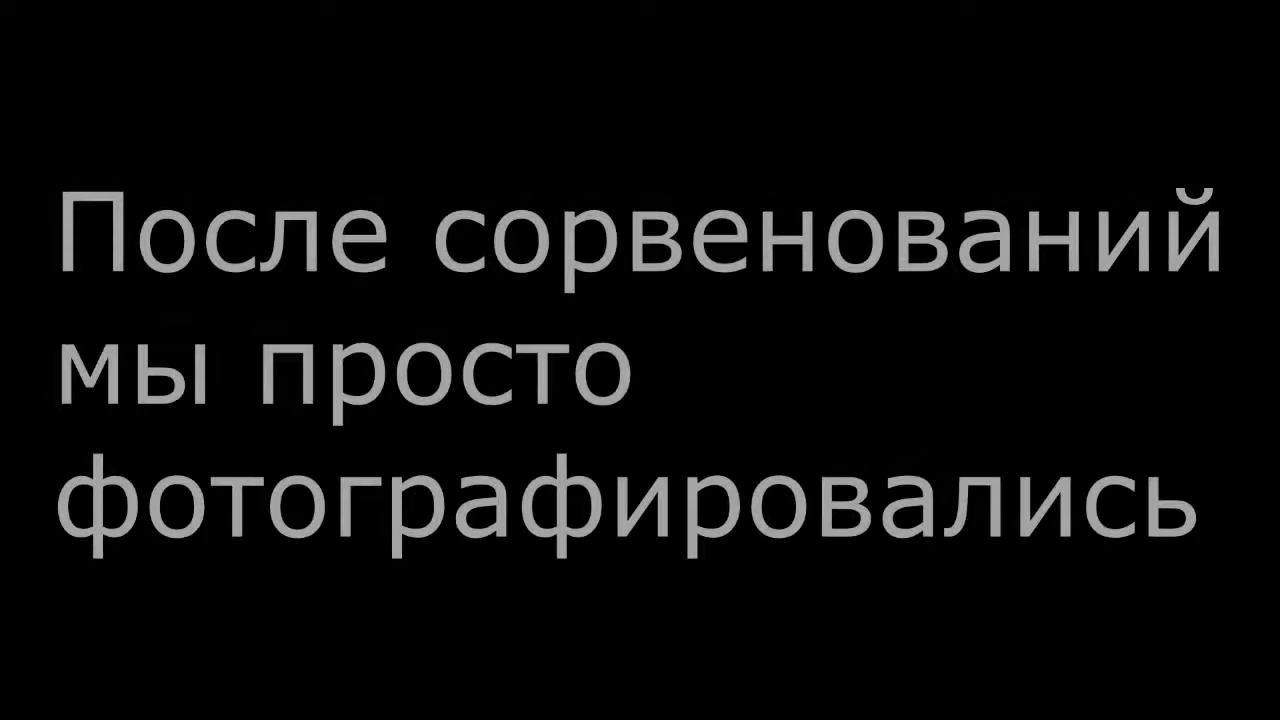 После сорвенований
мы просто
фотографировались